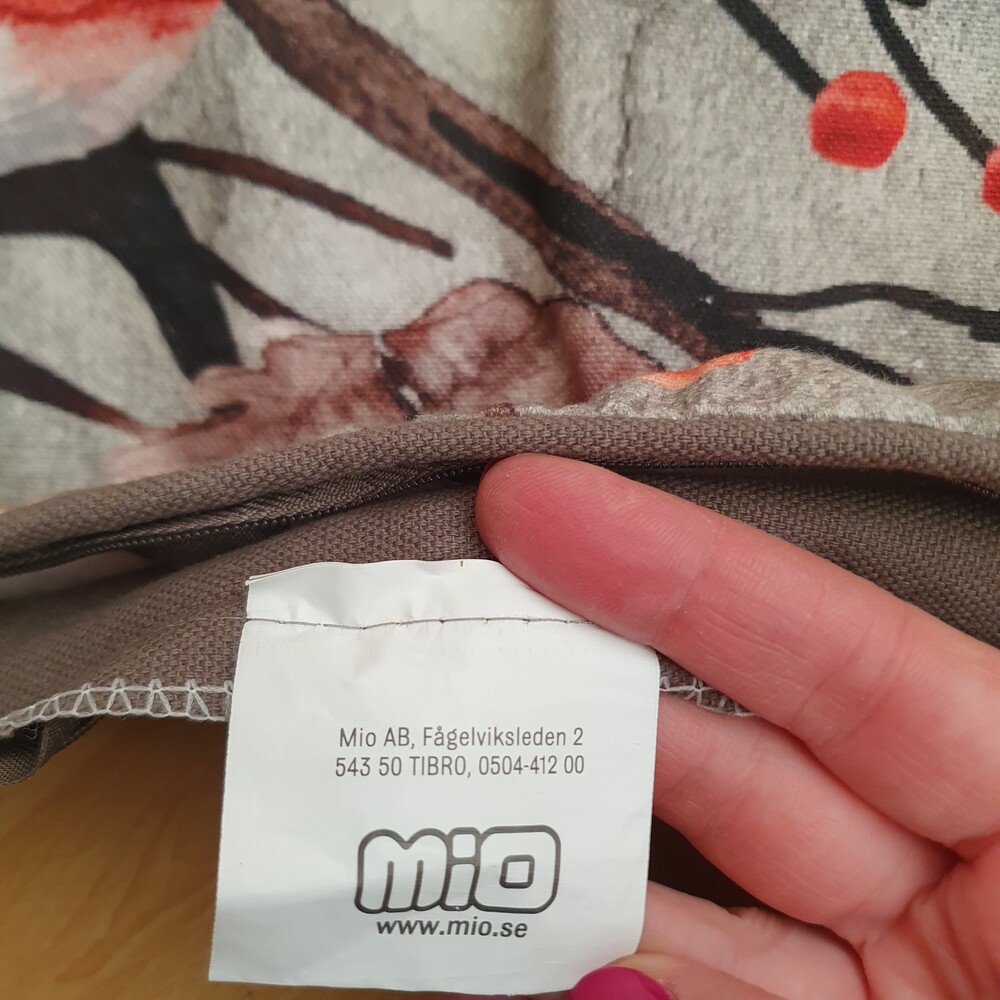 Mio AB, Fågelviksleden 2
543 50 TIBRO, 0504-412 00
mio
www.mio.se